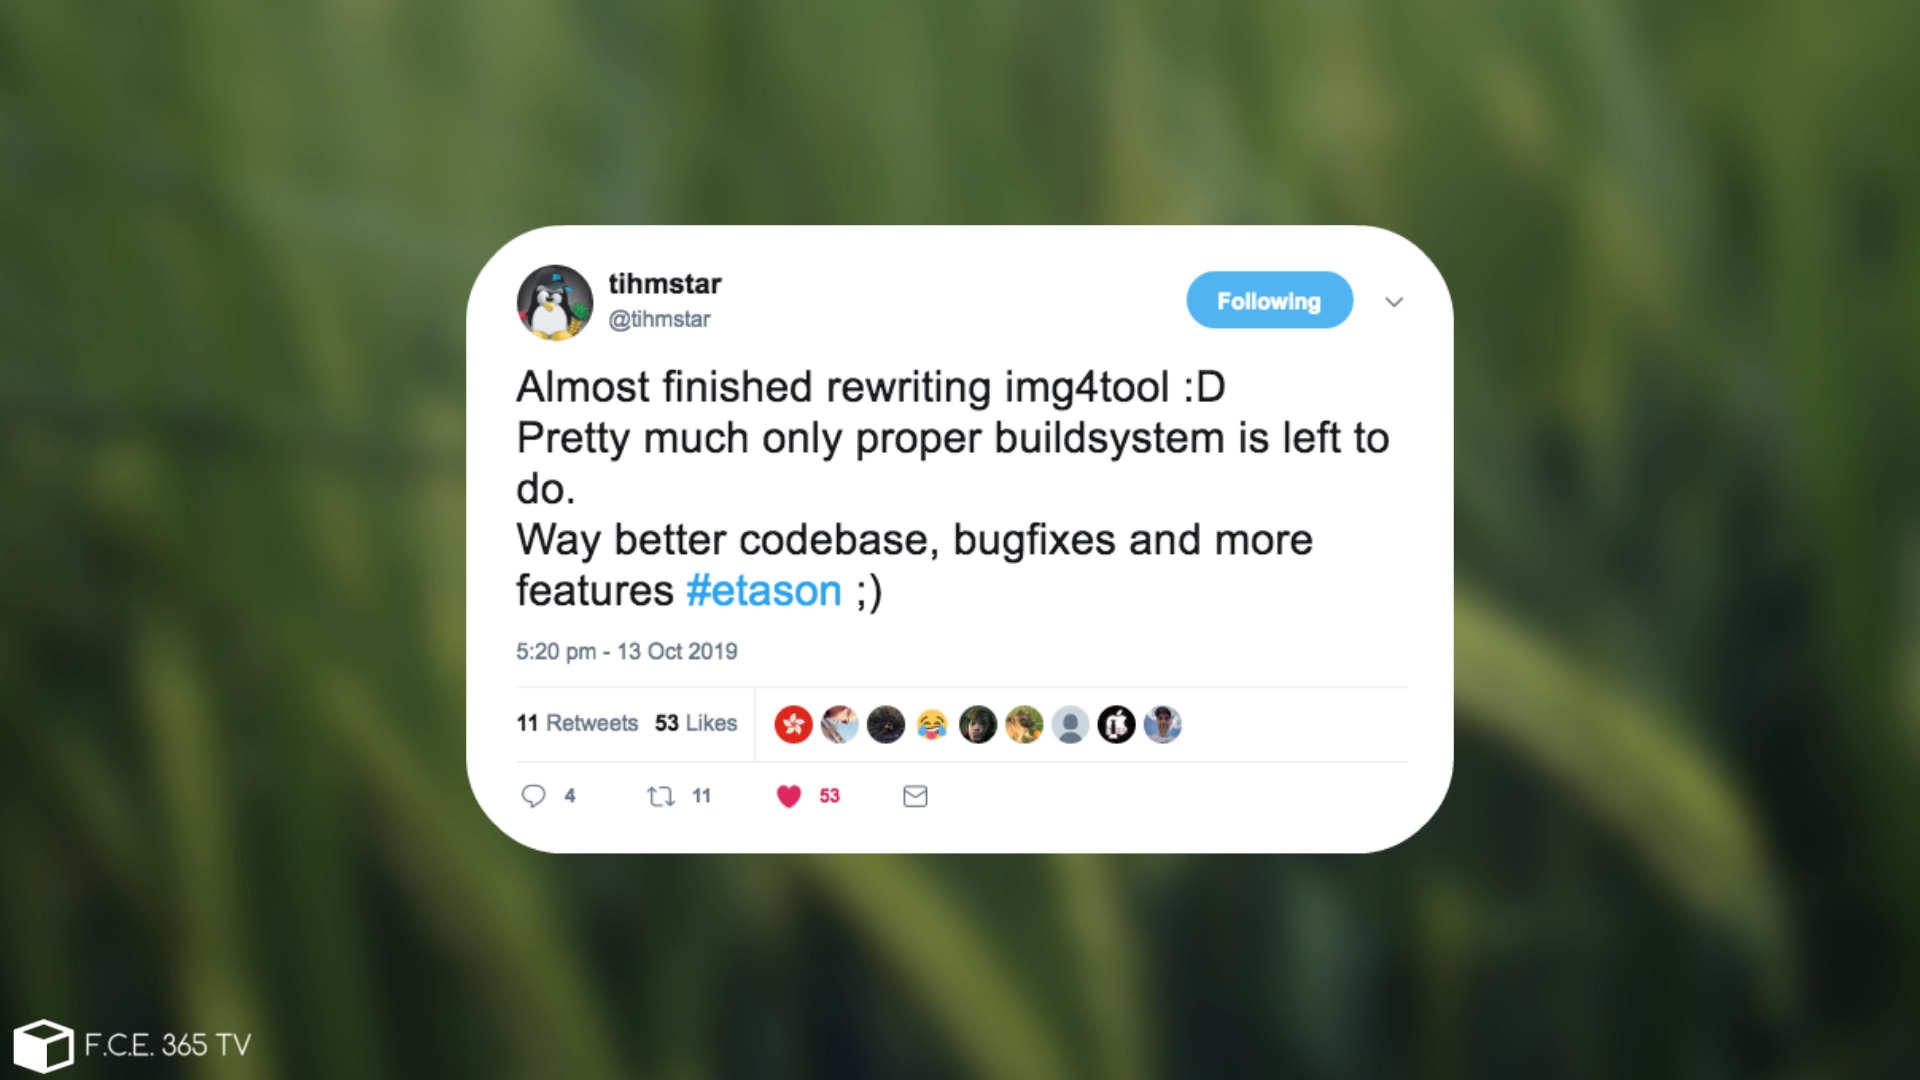 tihmstar
@tihmstar
Following
Almost finished rewriting img4tool :D
Pretty much only proper buildsystem is left to
do.
Way better codebase, bugfixes and more
features #etason ;)
5:20 pm - 13 Oct 2019
11 Retweets 53 Likes
4 11 53
F.C.E. 365 TV